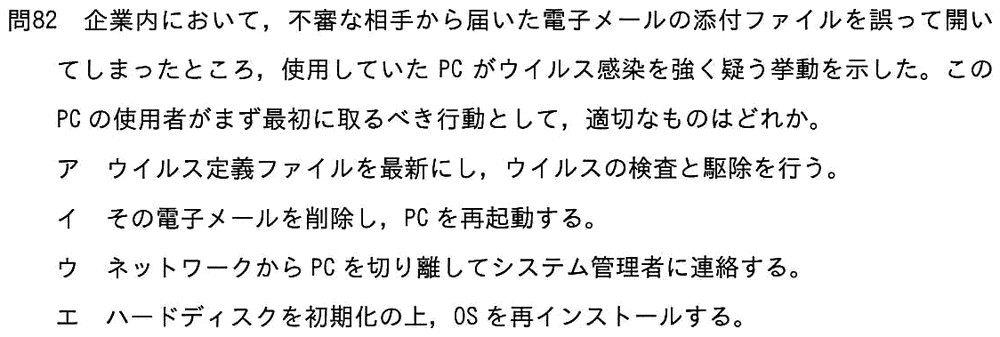 問82 企業内において，不審な相手から届いた電子メールの添付ファイルを誤って開い
てしまったところ，使用していた PC がウイルス感染を強く疑う挙動を示した。この
PC の使用者がまず最初に取るべき行動として，適切なものはどれか。
ア ウイルス定義ファイルを最新にし，ウイルスの検査と駆除を行う。
イ その電子メールを削除し，PC を再起動する。
ウ ネットワークから PC を切り離してシステム管理者に連絡する。
エ ハードディスクを初期化の上，OS を再インストールする。